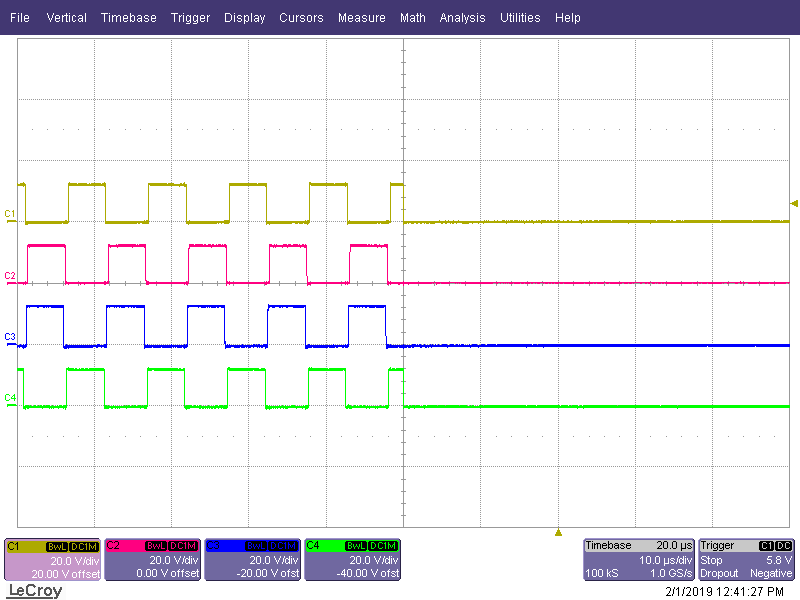 File Vertical Timebase Trigger Display Cursors Measure Math Analysis Utilities Help
C1
C2
C3
C4
C1 BwL DC1M
20.0 V/div
20.00 V offset
C2 BwL DC1M
20.0 V/div
0.00 V offset
C3 BwL DC1M
20.0 V/div
-20.00 V ofst
C4 BwL DC1M
20.0 V/div
-40.00 V ofst
Timebase 20.0 µs
10.0 µs/div
100 kS 1.0 GS/s
Trigger C1 DC
Stop 5.8 V
Dropout Negative
LeCroy
2/1/2019 12:41:27 PM